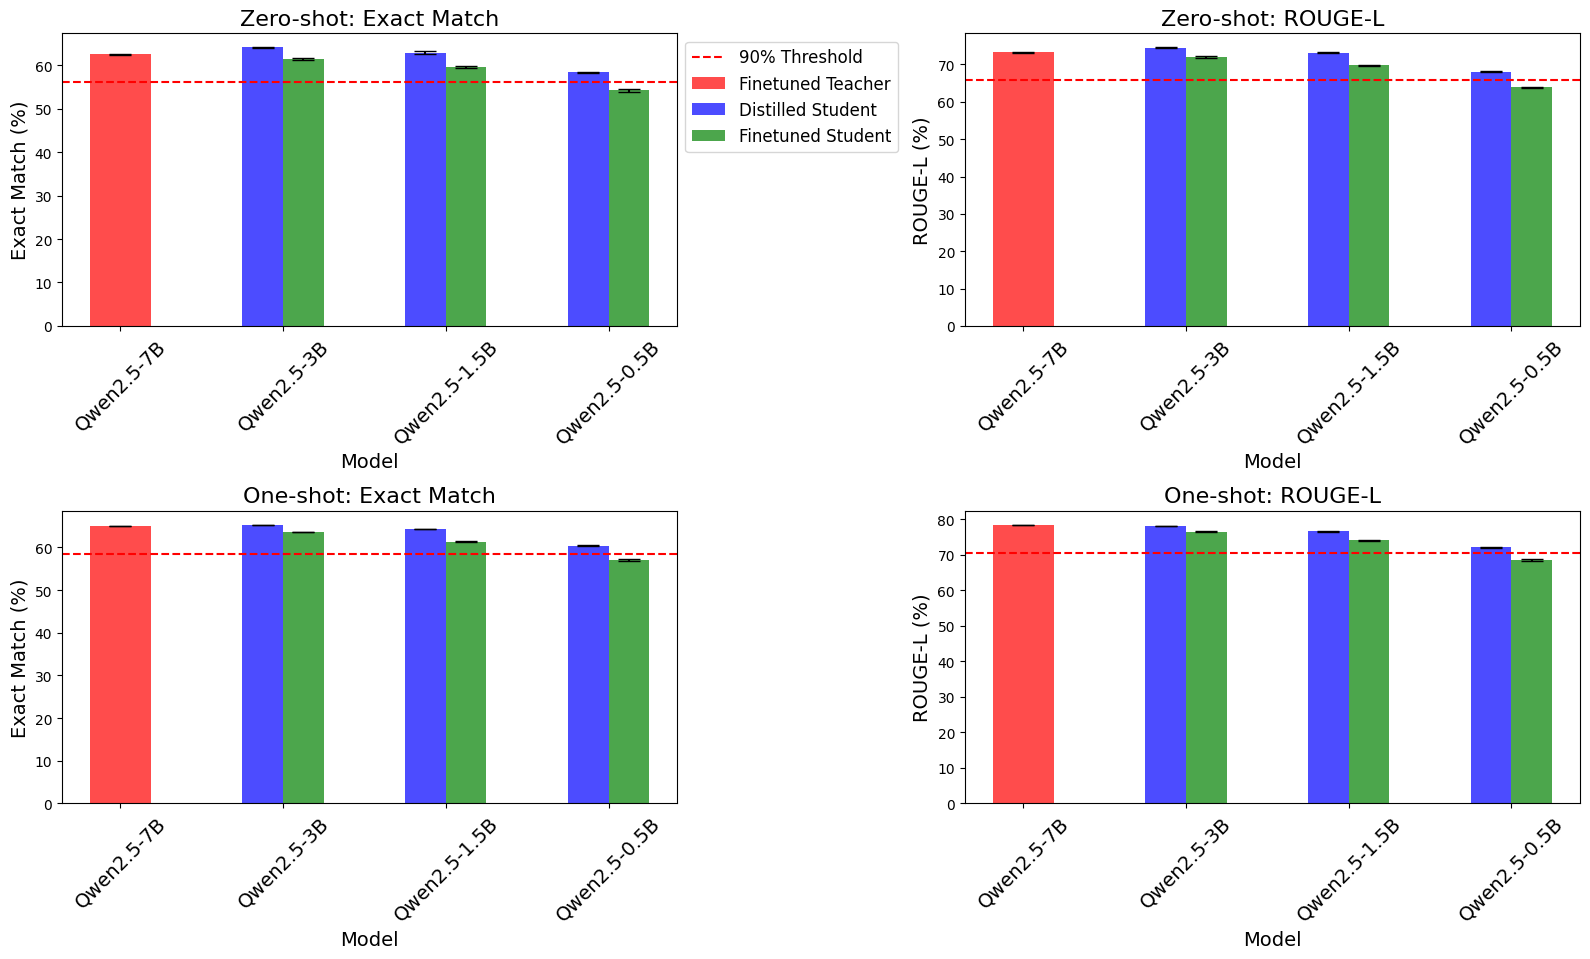 Zero-shot: Exact Match
Exact Match (%)
60
50
40
30
20
10
0
Qwen2.5-7B
Qwen2.5-3B
Qwen2.5-1.5B
Qwen2.5-0.5B
Model
90% Threshold
Finetuned Teacher
Distilled Student
Finetuned Student
Zero-shot: ROUGE-L
ROUGE-L (%)
70
60
50
40
30
20
10
0
Qwen2.5-7B
Qwen2.5-3B
Qwen2.5-1.5B
Qwen2.5-0.5B
Model
One-shot: Exact Match
Exact Match (%)
60
50
40
30
20
10
0
Qwen2.5-7B
Qwen2.5-3B
Qwen2.5-1.5B
Qwen2.5-0.5B
Model
One-shot: ROUGE-L
ROUGE-L (%)
80
70
60
50
40
30
20
10
0
Qwen2.5-7B
Qwen2.5-3B
Qwen2.5-1.5B
Qwen2.5-0.5B
Model